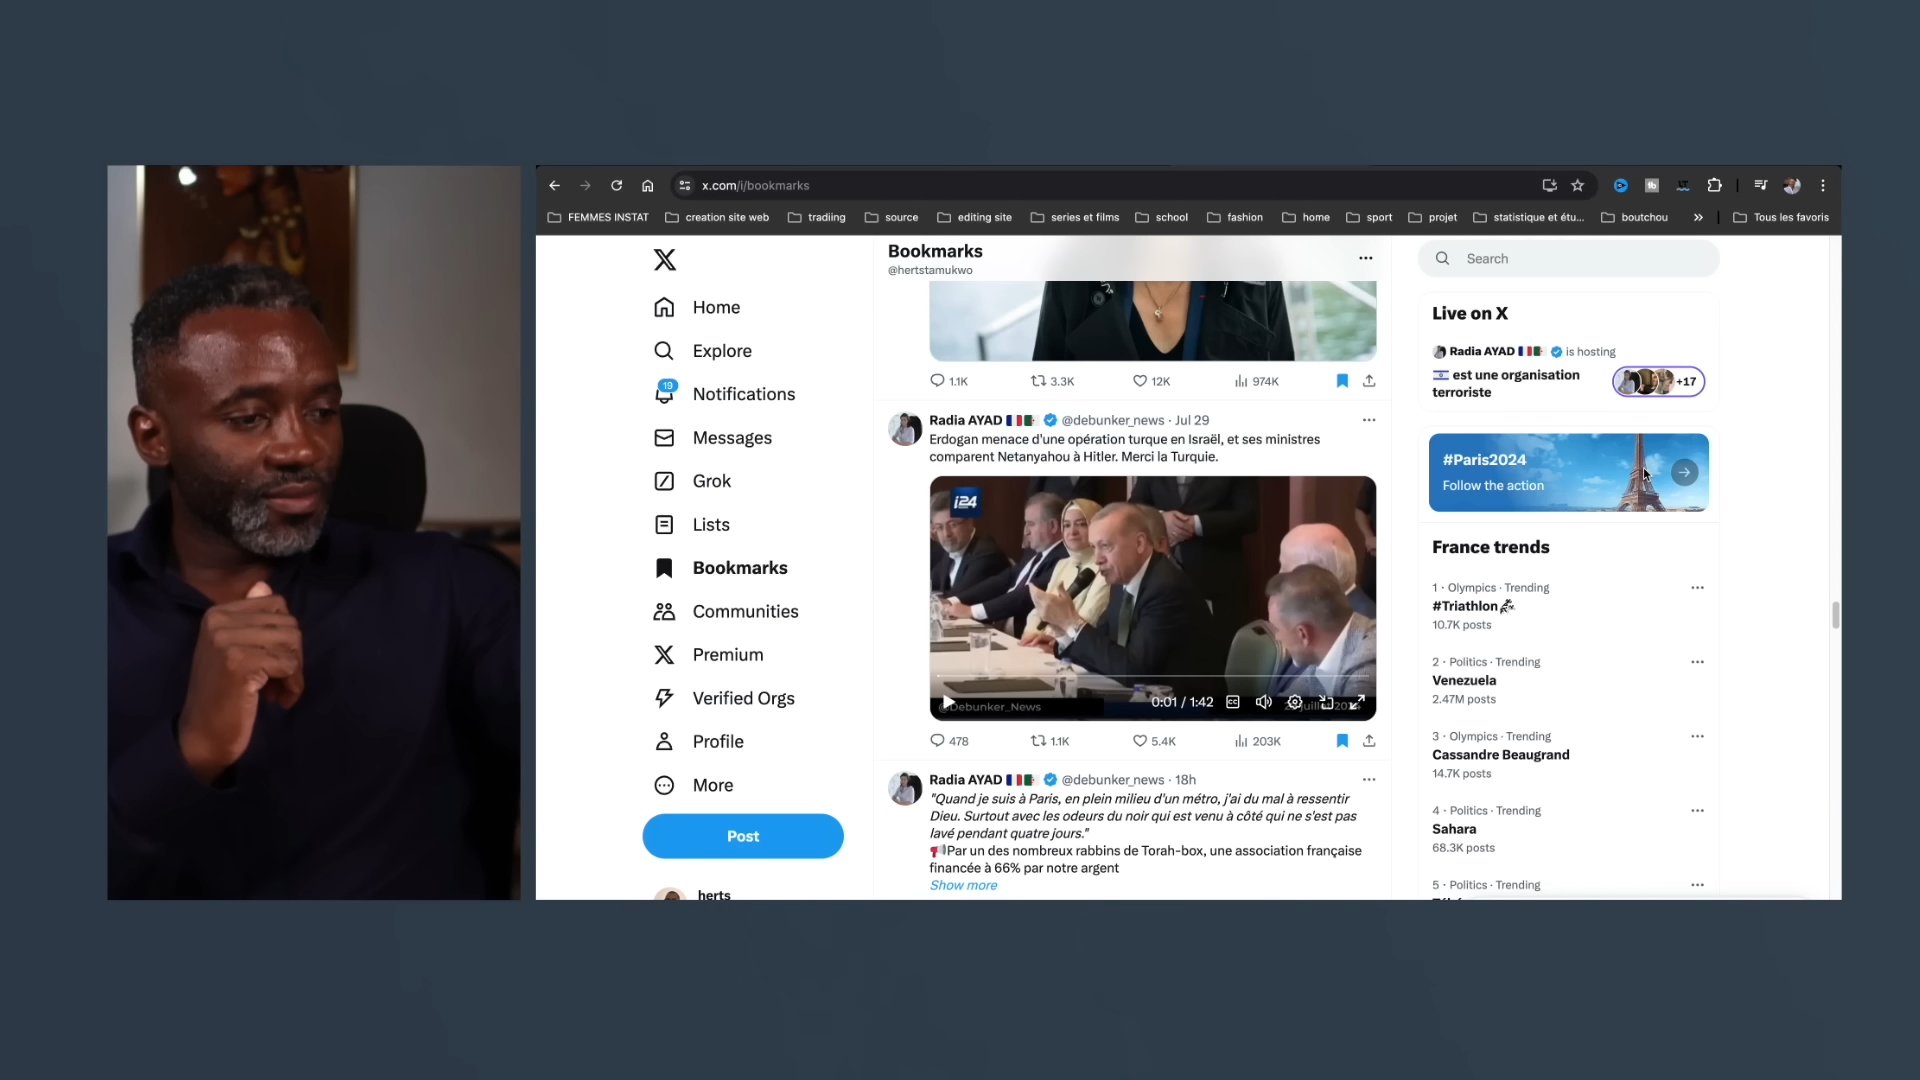 x.com/i/bookmarks
FEMMES INSTAT
creation site web
tradiing
source
editing site
series et films
school
fashion
home
sport
projet
statistique et étu...
boutchou
»
Tous les favoris
Home
Explore
19
Notifications
Messages
Grok
Lists
Bookmarks
Communities
Premium
Verified Orgs
Profile
More
Post
herts
Bookmarks
@hertstamukwo
1.1K
3.3K
12K
974K
Radia AYAD @debunker_news · Jul 29
Erdogan menace d'une opération turque en Israël, et ses ministres
comparent Netanyahou à Hitler. Merci la Turquie.
i24
@Debunker_News
0:01 / 1:42
CC
478
1.1K
5.4K
203K
Radia AYAD @debunker_news · 18h
"Quand je suis à Paris, en plein milieu d'un métro, j'ai du mal à ressentir
Dieu. Surtout avec les odeurs du noir qui est venu à côté qui ne s'est pas
lavé pendant quatre jours."
Par un des nombreux rabbins de Torah-box, une association française
financée à 66% par notre argent
Show more
Search
Live on X
Radia AYAD is hosting
est une organisation
terroriste
+17
#Paris2024
Follow the action
France trends
1 · Olympics · Trending
#Triathlon
10.7K posts
2 · Politics · Trending
Venezuela
2.47M posts
3 · Olympics · Trending
Cassandre Beaugrand
14.7K posts
4 · Politics · Trending
Sahara
68.3K posts
5 · Politics · Trending